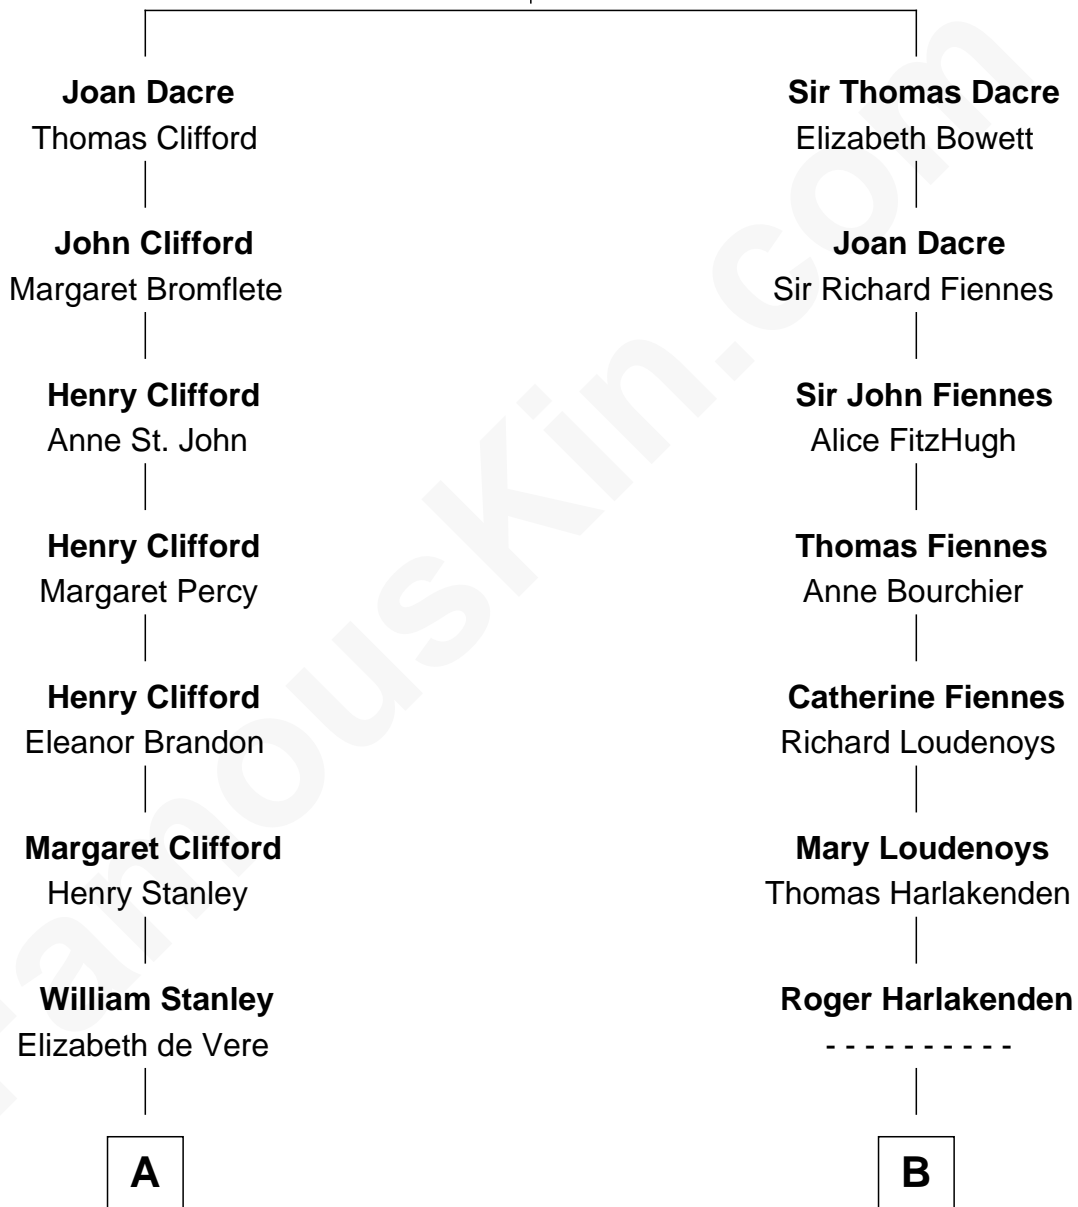 Joan Dacre
Thomas Clifford
John Clifford
Margaret Bromflete
Henry Clifford
Anne St. John
Henry Clifford
Margaret Percy
Henry Clifford
Eleanor Brandon
Margaret Clifford
Henry Stanley
William Stanley
Elizabeth de Vere
A
Sir Thomas Dacre
Elizabeth Bowett
Joan Dacre
Sir Richard Fiennes
Sir John Fiennes
Alice FitzHugh
Thomas Fiennes
Anne Bourchier
Catherine Fiennes
Richard Loudenoys
Mary Loudenoys
Thomas Harlakenden
Roger Harlakenden
- - - - - - - - - -
B
FamousKin.com